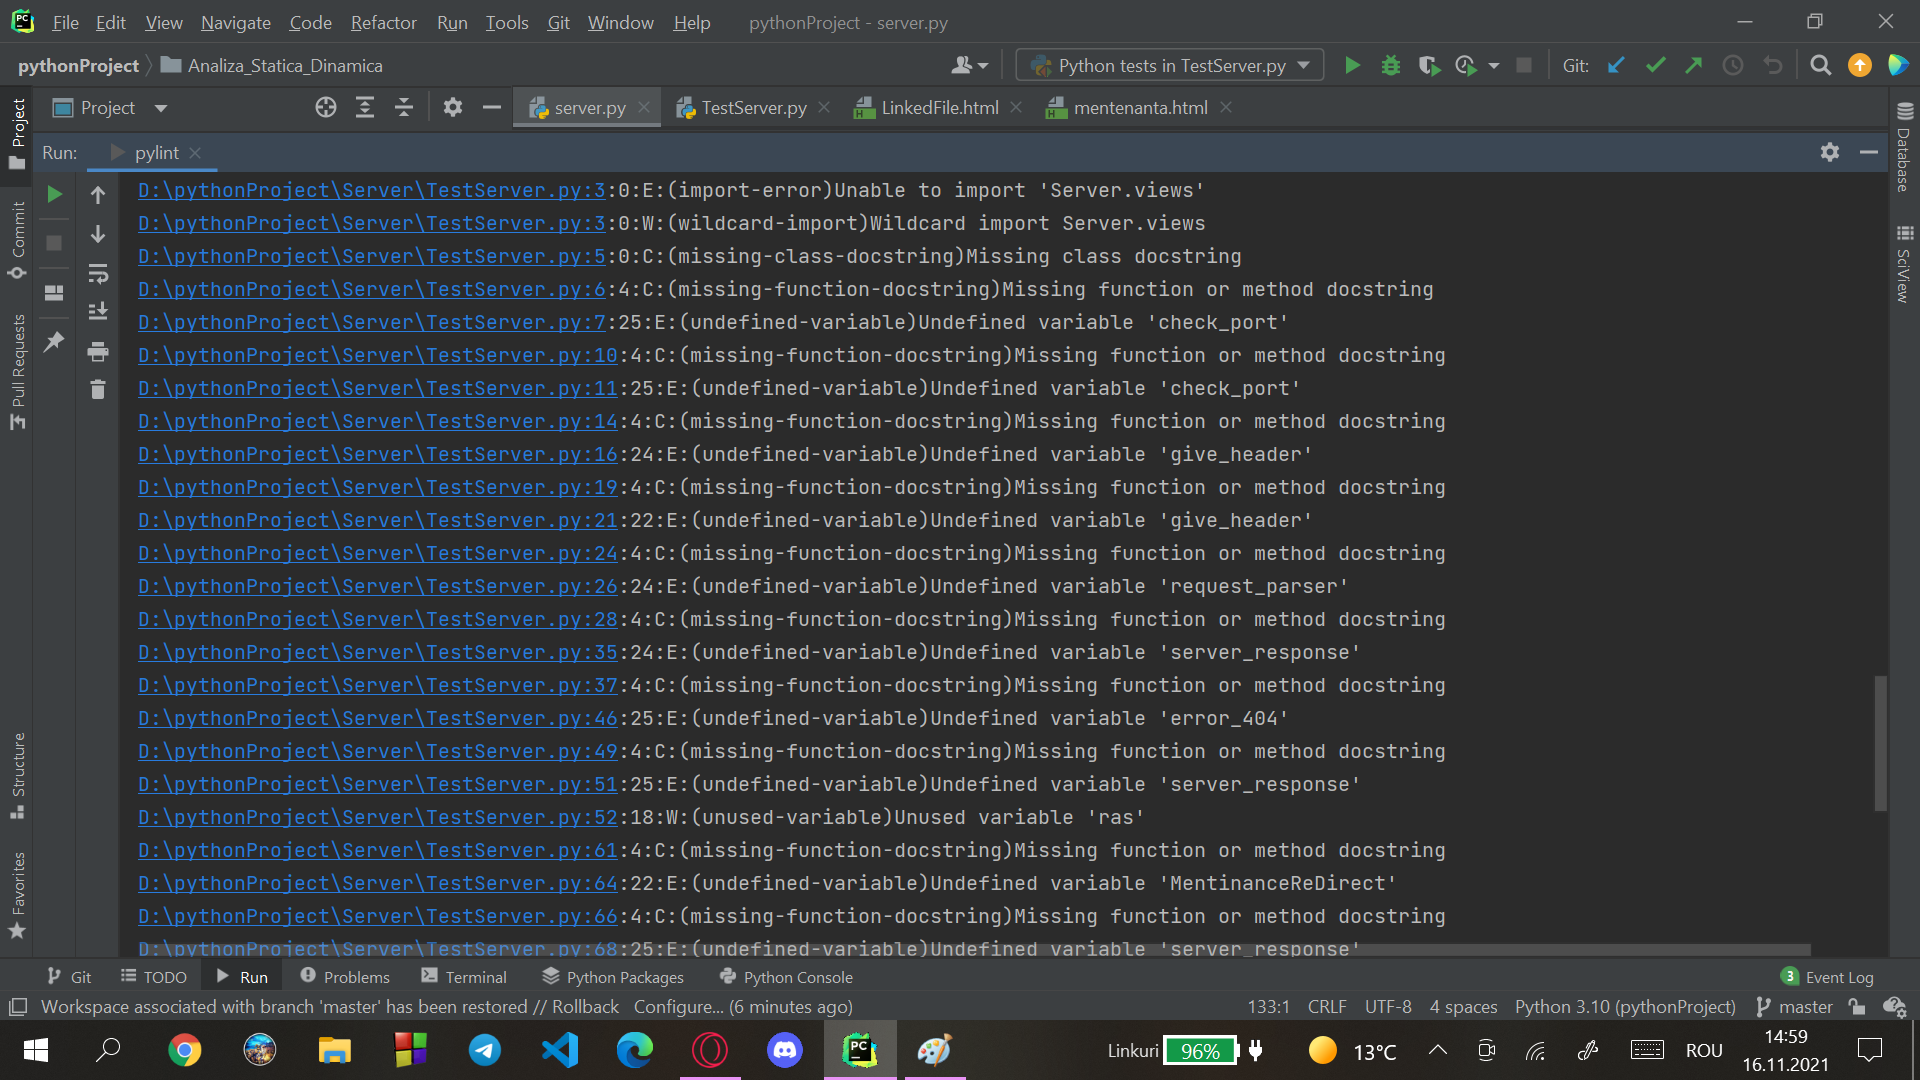 PC File Edit View Navigate Code Refactor Run Tools Git Window Help pythonProject - server.py
pythonProject Analiza_Statica_Dinamica Python tests in TestServer.py Git:
Project server.py TestServer.py LinkedFile.html mentenanta.html
Run: pylint
D:\pythonProject\Server\TestServer.py:3:0:E:(import-error)Unable to import 'Server.views'
D:\pythonProject\Server\TestServer.py:3:0:W:(wildcard-import)Wildcard import Server.views
D:\pythonProject\Server\TestServer.py:5:0:C:(missing-class-docstring)Missing class docstring
D:\pythonProject\Server\TestServer.py:6:4:C:(missing-function-docstring)Missing function or method docstring
D:\pythonProject\Server\TestServer.py:7:25:E:(undefined-variable)Undefined variable 'check_port'
D:\pythonProject\Server\TestServer.py:10:4:C:(missing-function-docstring)Missing function or method docstring
D:\pythonProject\Server\TestServer.py:11:25:E:(undefined-variable)Undefined variable 'check_port'
D:\pythonProject\Server\TestServer.py:14:4:C:(missing-function-docstring)Missing function or method docstring
D:\pythonProject\Server\TestServer.py:16:24:E:(undefined-variable)Undefined variable 'give_header'
D:\pythonProject\Server\TestServer.py:19:4:C:(missing-function-docstring)Missing function or method docstring
D:\pythonProject\Server\TestServer.py:21:22:E:(undefined-variable)Undefined variable 'give_header'
D:\pythonProject\Server\TestServer.py:24:4:C:(missing-function-docstring)Missing function or method docstring
D:\pythonProject\Server\TestServer.py:26:24:E:(undefined-variable)Undefined variable 'request_parser'
D:\pythonProject\Server\TestServer.py:28:4:C:(missing-function-docstring)Missing function or method docstring
D:\pythonProject\Server\TestServer.py:35:24:E:(undefined-variable)Undefined variable 'server_response'
D:\pythonProject\Server\TestServer.py:37:4:C:(missing-function-docstring)Missing function or method docstring
D:\pythonProject\Server\TestServer.py:46:25:E:(undefined-variable)Undefined variable 'error_404'
D:\pythonProject\Server\TestServer.py:49:4:C:(missing-function-docstring)Missing function or method docstring
D:\pythonProject\Server\TestServer.py:51:25:E:(undefined-variable)Undefined variable 'server_response'
D:\pythonProject\Server\TestServer.py:52:18:W:(unused-variable)Unused variable 'ras'
D:\pythonProject\Server\TestServer.py:61:4:C:(missing-function-docstring)Missing function or method docstring
D:\pythonProject\Server\TestServer.py:64:22:E:(undefined-variable)Undefined variable 'MentinanceReDirect'
D:\pythonProject\Server\TestServer.py:66:4:C:(missing-function-docstring)Missing function or method docstring
D:\pythonProject\Server\TestServer.py:68:25:E:(undefined-variable)Undefined variable 'server_response'
Project
Commit
Pull Requests
Structure
Favorites
Database
SciView
Git TODO Run Problems Terminal Python Packages Python Console 3 Event Log
Workspace associated with branch 'master' has been restored // Rollback Configure... (6 minutes ago) 133:1 CRLF UTF-8 4 spaces Python 3.10 (pythonProject) master
PC Linkuri 96% 13°C ROU 14:59
16.11.2021